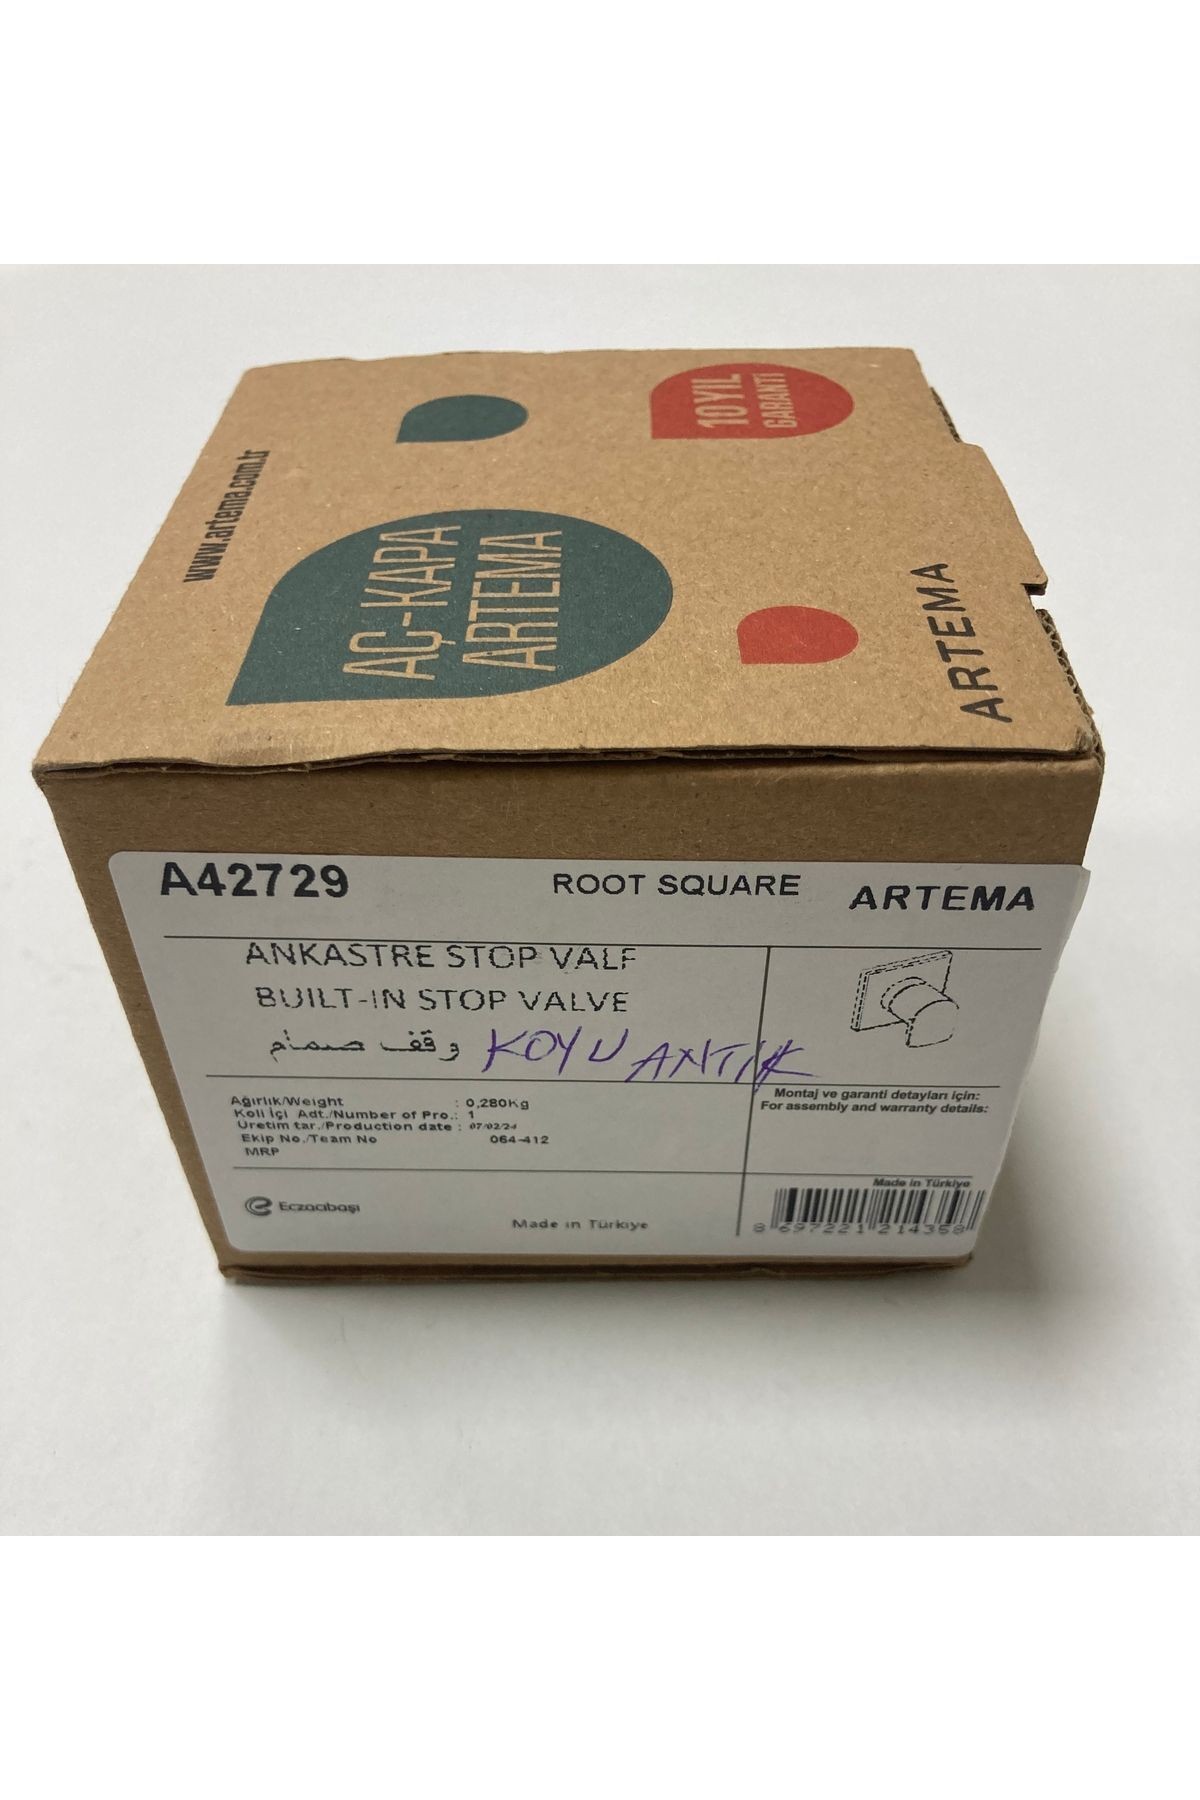 www.artema.com.tr
10 YIL
GARANTİ
AÇ-KAPA
ARTEMA
ARTEMA
A42729 ROOT SQUARE ARTEMA
ANKASTRE STOP VALF
BUILT-IN STOP VALVE
وقف صمام KOYU ANTİK
Ağırlık/Weight : 0,280Kg
Koli İçi Adt./Number of Pro.: 1
Üretim tar./Production date : 07/02/24
Ekip No./Team No 064-412
MRP
Montaj ve garanti detayları için:
For assembly and warranty details:
Eczacıbaşı
Made in Türkiye
Made in Türkiye
8 697221 214358